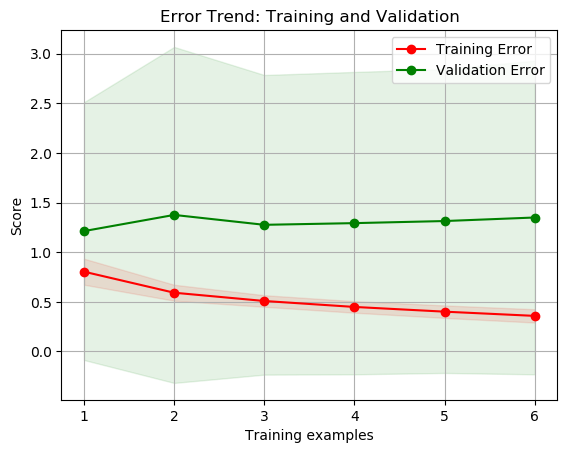 Error Trend: Training and Validation
Training Error
Validation Error
Score
3.0
2.5
2.0
1.5
1.0
0.5
0.0
1 2 3 4 5 6
Training examples